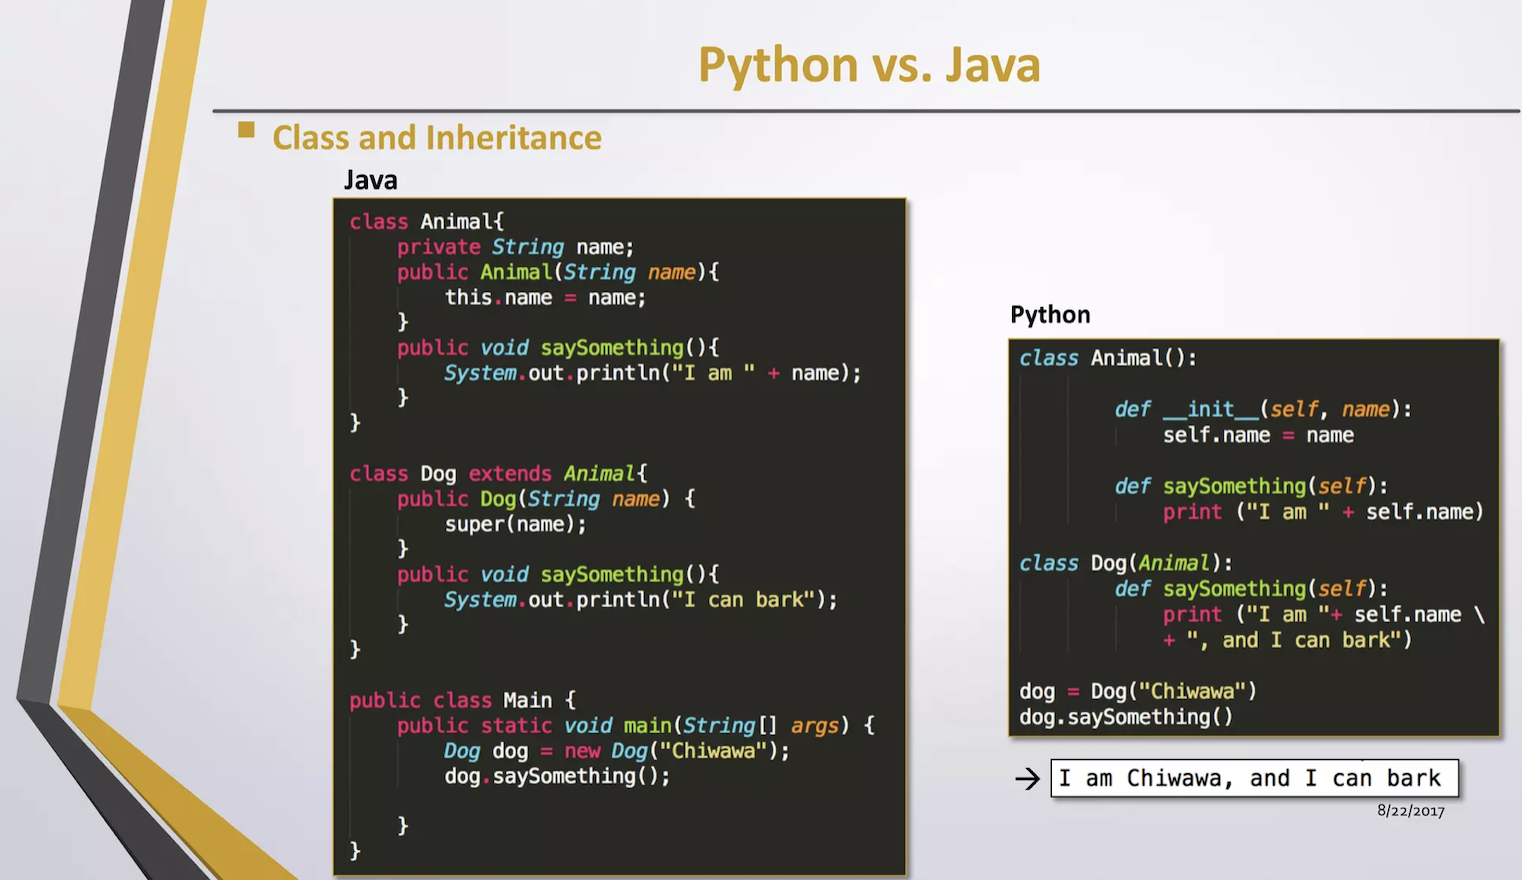 Python vs. Java
Class and Inheritance
Java
class Animal{
    private String name;
    public Animal(String name){
        this.name = name;
    }
    public void saySomething(){
        System.out.println("I am " + name);
    }
}

class Dog extends Animal{
    public Dog(String name) {
        super(name);
    }
    public void saySomething(){
        System.out.println("I can bark");
    }
}

public class Main {
    public static void main(String[] args) {
        Dog dog = new Dog("Chiwawa");
        dog.saySomething();

    }
}
Python
class Animal():

        def __init__(self, name):
            self.name = name

        def saySomething(self):
            print ("I am " + self.name)

class Dog(Animal):
        def saySomething(self):
            print ("I am "+ self.name \
            + ", and I can bark")

dog = Dog("Chiwawa")
dog.saySomething()
→ I am Chiwawa, and I can bark
8/22/2017